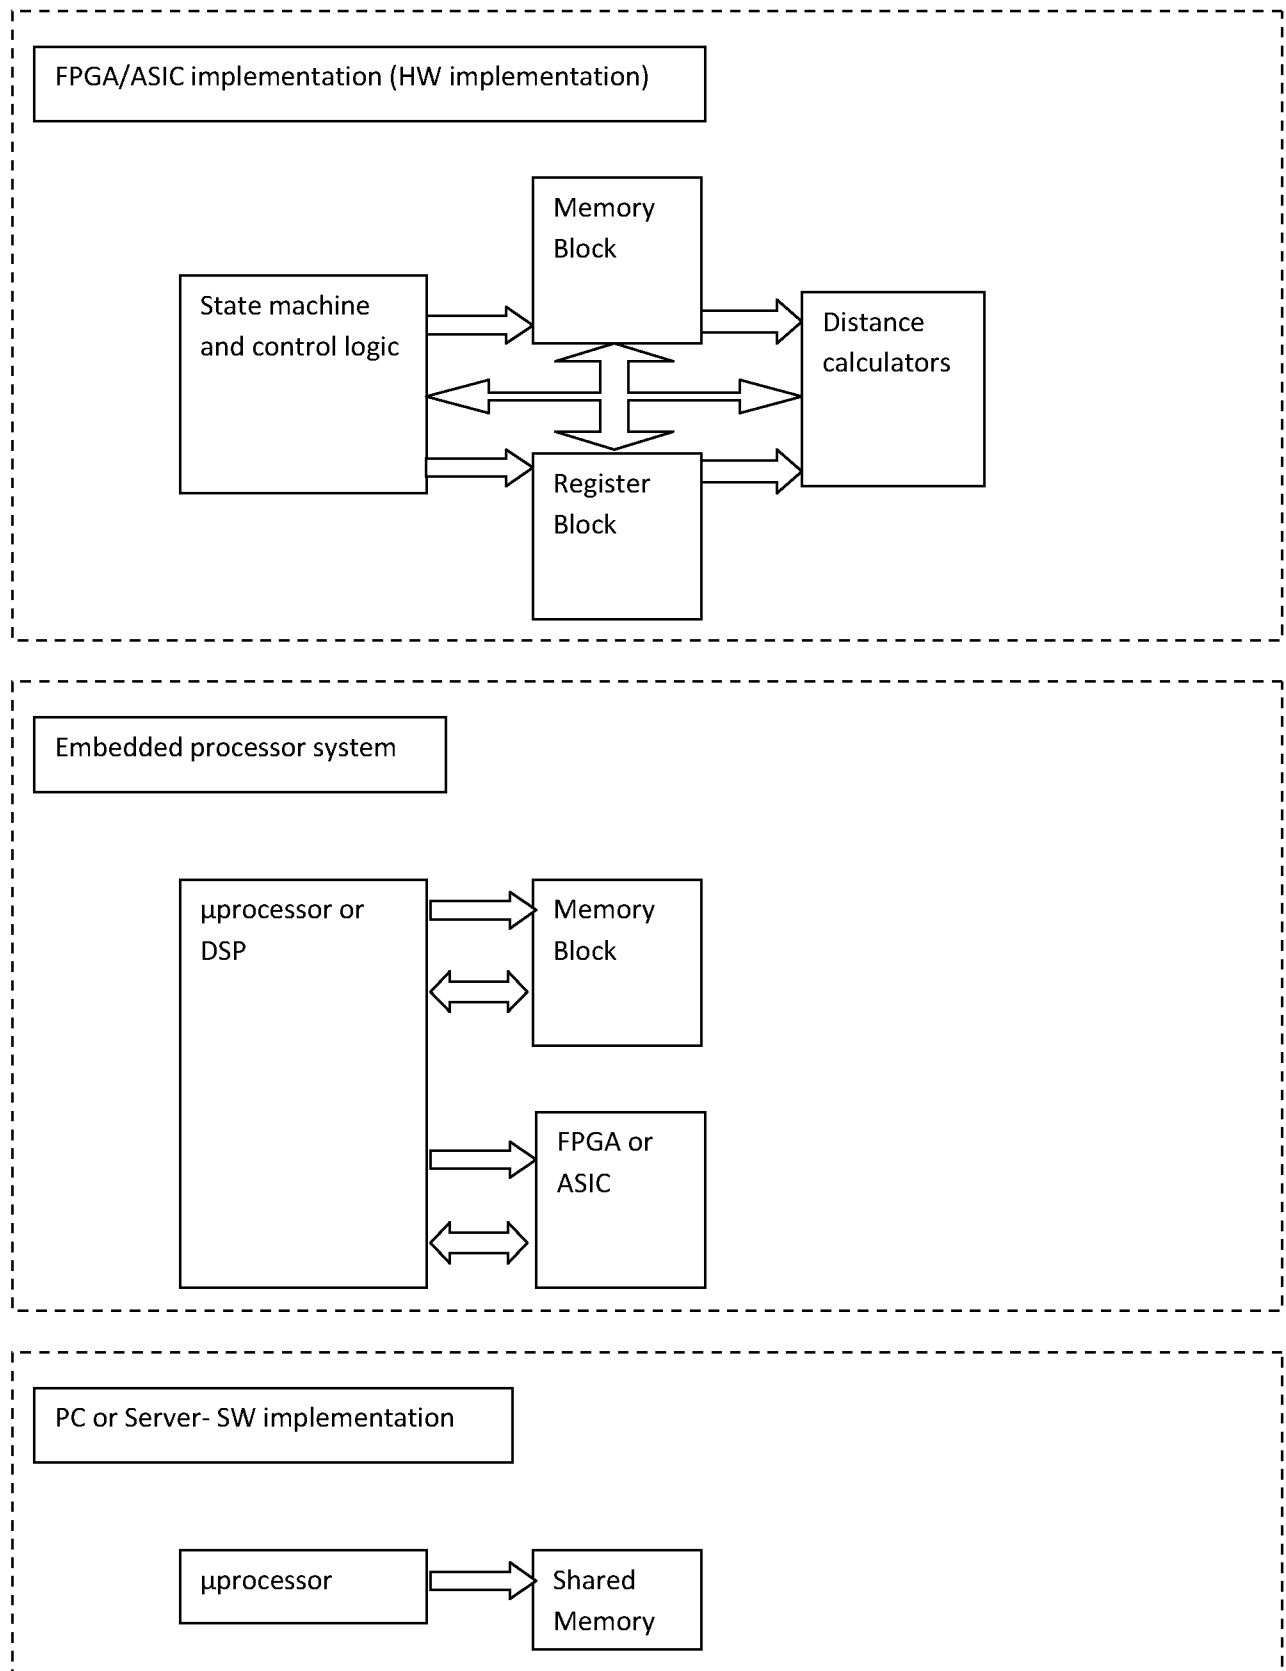 FPGA/ASIC implementation (HW implementation)
Memory
Block
State machine
and control logic
Distance
calculators
Register
Block
Embedded processor system
µprocessor or
DSP
Memory
Block
FPGA or
ASIC
PC or Server- SW implementation
µprocessor
Shared
Memory